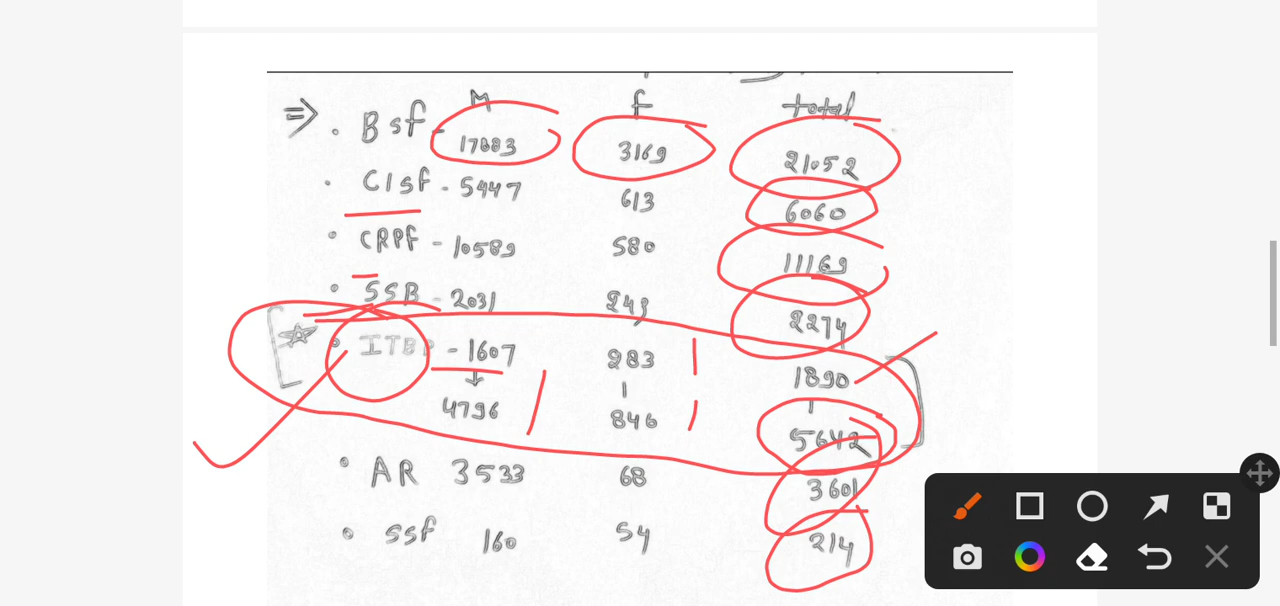 ⇒ M f total
. Bsf - 17883 3169 21052
. CISf - 5447 613 6060
• CRPF - 10589 580 11169
• SSB - 2031 243 2274
• ITBP - 1607 283 1890
↓ 4796 846 5642
• AR 3533 68 3601
• SSf 160 54 214